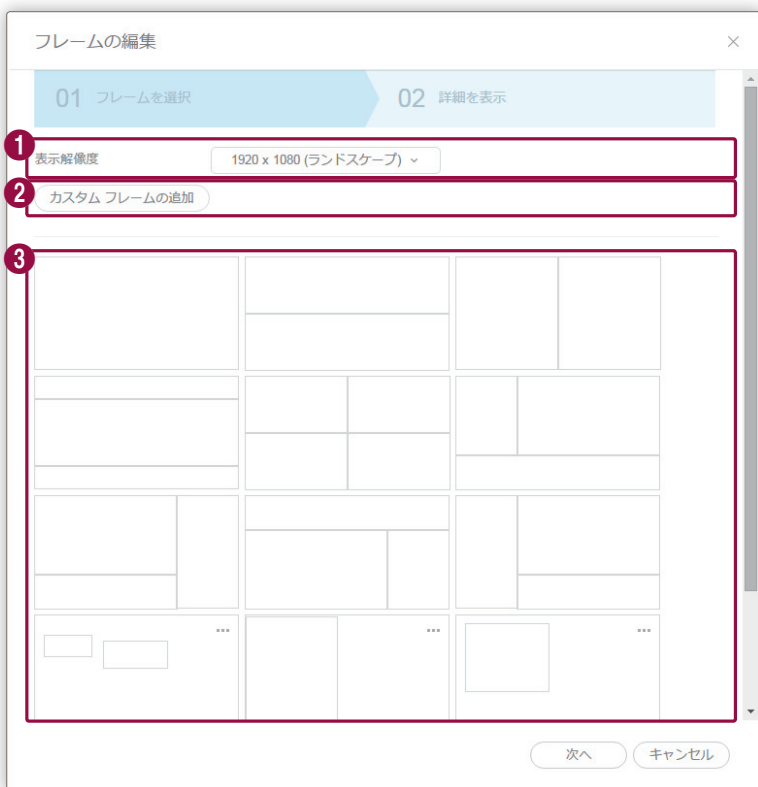 フレームの編集
01 フレームを選択
02 詳細を表示
1
表示解像度
1920 x 1080 (ランドスケープ)
2
カスタム フレームの追加
3
次へ
キャンセル